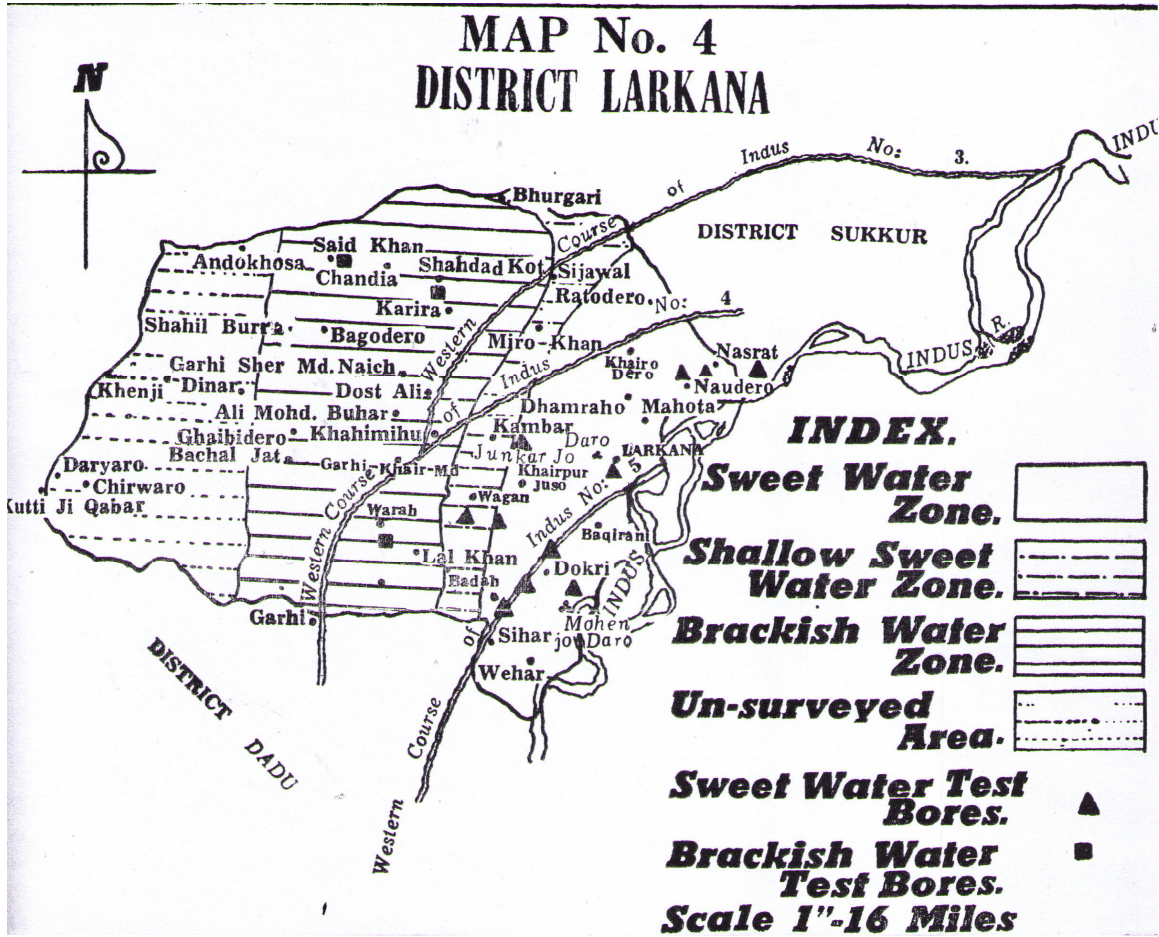 MAP No. 4
DISTRICT LARKANA
N
INDU
Western Course of Indus No: 3.
Bhurgari
DISTRICT SUKKUR
Said Khan
Andokhosa
Chandia
Shahdad Kot
Sijawal
Ratodero
Western Course of Indus No: 4
Karira
Shahil Burra
Bagodero
Miro-Khan
Garhi Sher Md. Naich
Khairo
Dero
Nasrat
Khenji
Dinar
Dost Ali
Naudero
Ali Mohd. Buhar
Dhamraho
Mahota
Ghaibidero
Khahimihu
Kambar
Daro
Bachal Jat
Junkar Jo
LARKANA
Garhi Khair-Md
Khairpur
Juso
Daryaro
Chirwaro
Kutti Ji Qabar
Wagan
Western Course of Indus No: 5
Warah
Baqirani
Lal Khan
Dokri
Badah
INDUS
Garhi
Mohen
jo Daro
Sihar
Wehar
INDUS R.
DISTRICT DADU
INDEX.
Sweet Water
Zone.
Shallow Sweet
Water Zone.
Brackish Water
Zone.
Un-surveyed
Area.
Sweet Water Test
Bores.
Brackish Water
Test Bores.
Scale 1"-16 Miles